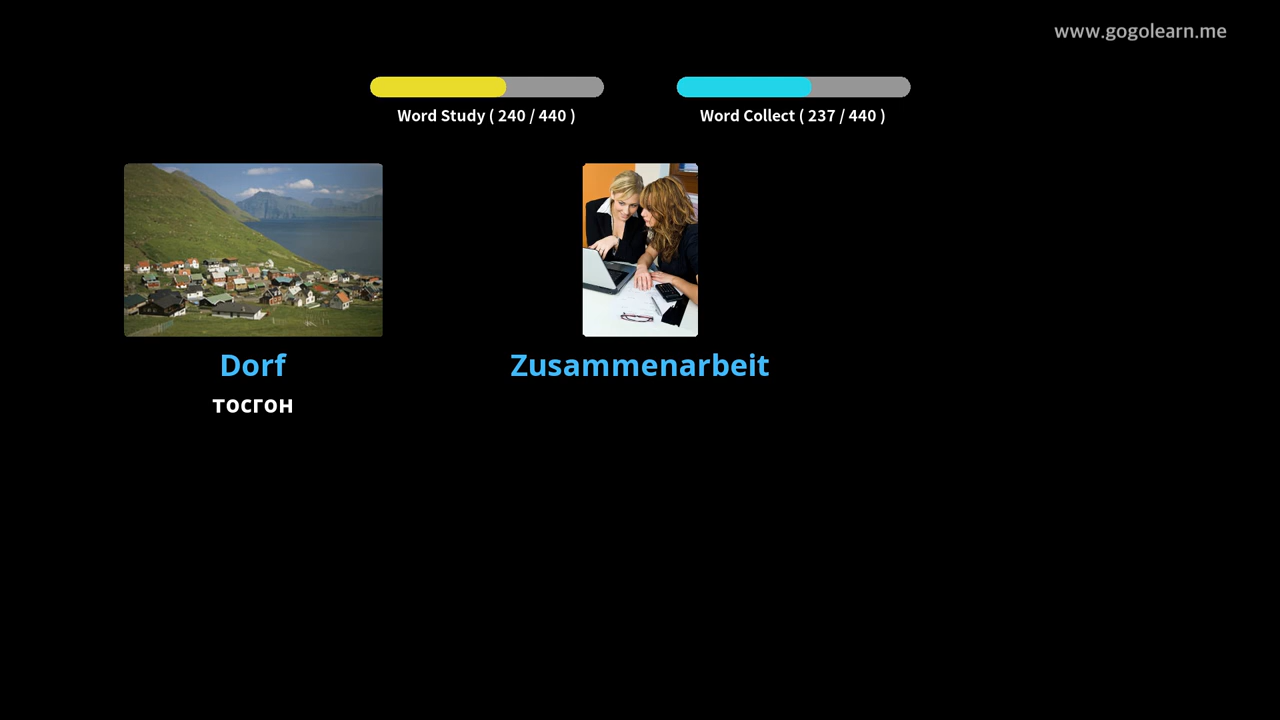 www.gogolearn.me
Word Study ( 240 / 440 )
Word Collect ( 237 / 440 )
Dorf
тосгон
Zusammenarbeit